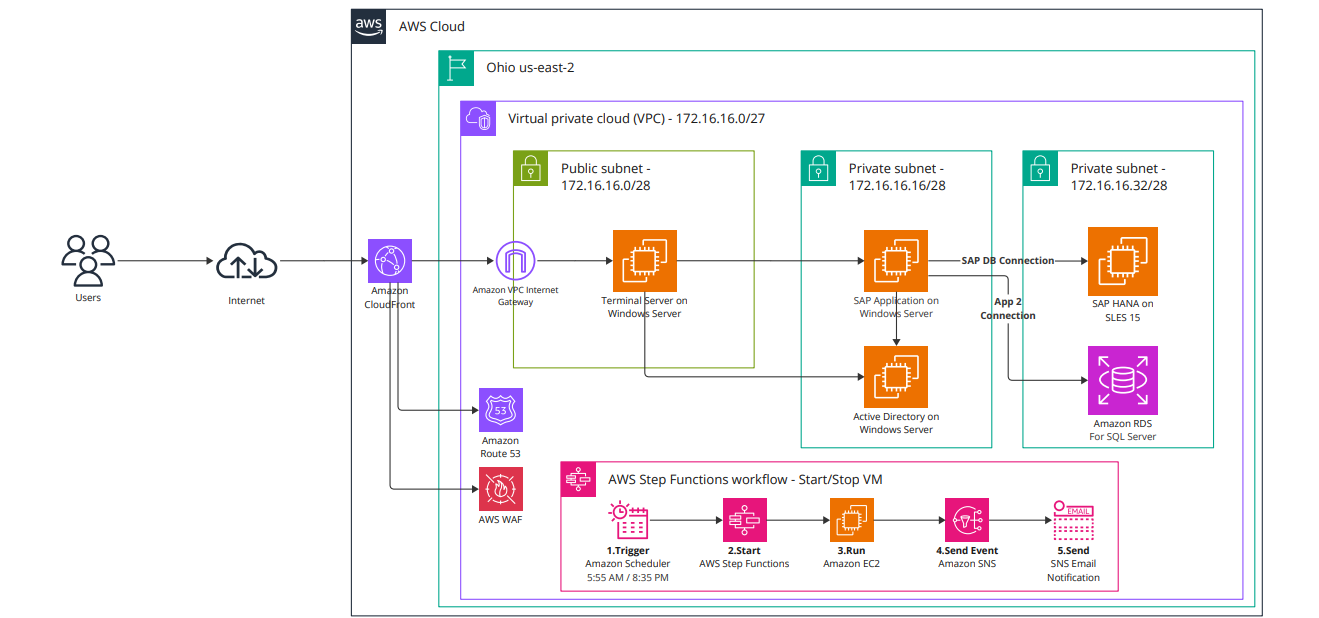 aws
AWS Cloud
Ohio us-east-2
Virtual private cloud (VPC) - 172.16.16.0/27
Public subnet -
172.16.16.0/28
Private subnet -
172.16.16.16/28
Private subnet -
172.16.16.32/28
Users
Internet
Amazon
CloudFront
Amazon VPC Internet
Gateway
Terminal Server on
Windows Server
SAP Application on
Windows Server
SAP DB Connection
App 2
Connection
SAP HANA on
SLES 15
Active Directory on
Windows Server
Amazon RDS
For SQL Server
53
Amazon
Route 53
AWS WAF
AWS Step Functions workflow - Start/Stop VM
1.Trigger
Amazon Scheduler
5:55 AM / 8:35 PM
2.Start
AWS Step Functions
3.Run
Amazon EC2
4.Send Event
Amazon SNS
EMAIL
5.Send
SNS Email
Notification